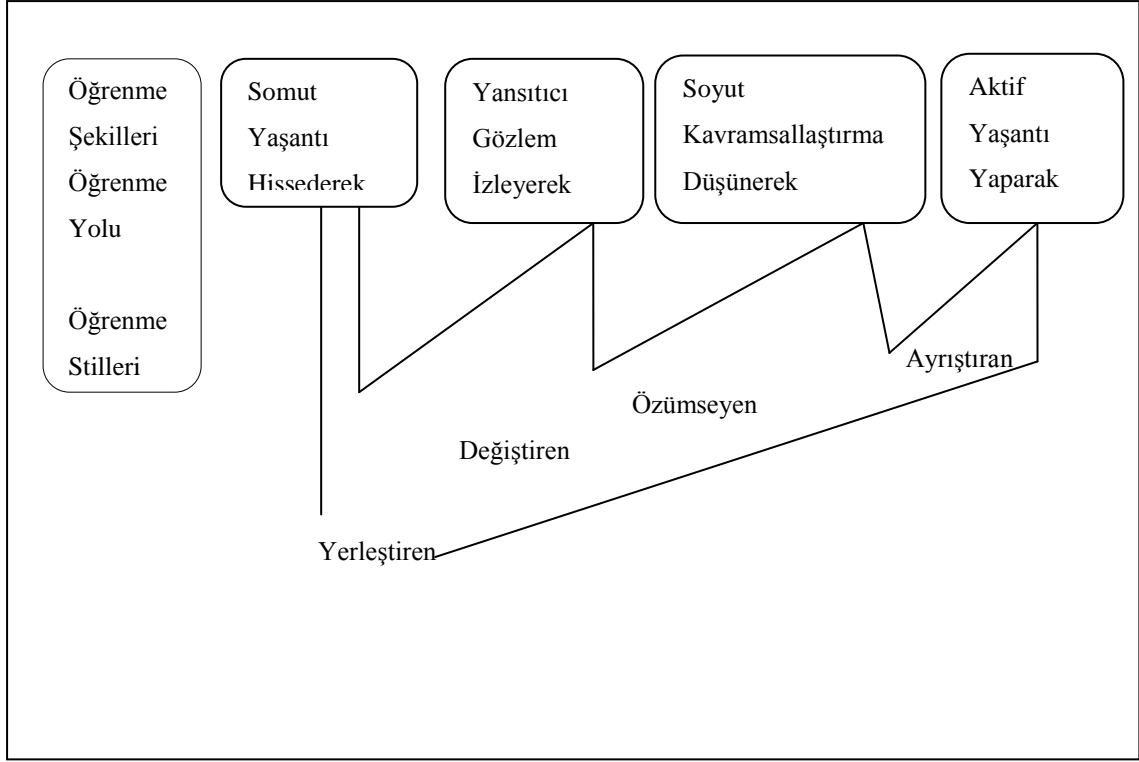 Öğrenme
Şekilleri
Öğrenme
Yolu
Öğrenme
Stilleri
Somut
Yaşantı
Hissederek
Yansıtıcı
Gözlem
İzleyerek
Soyut
Kavramsallaştırma
Düşünerek
Aktif
Yaşantı
Yaparak
Ayrıştıran
Özümseyen
Değiştiren
Yerleştiren